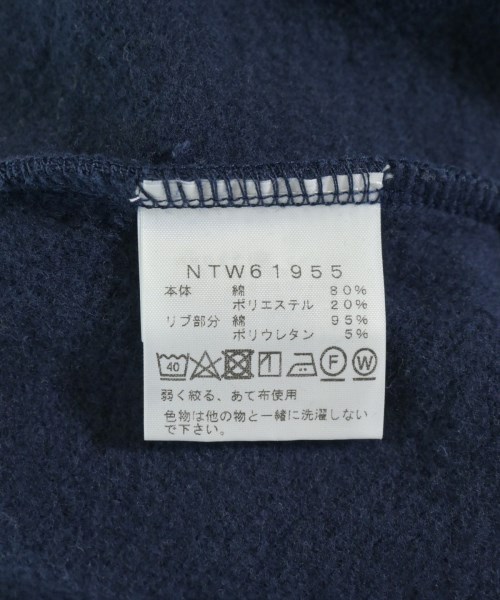 NTW61955
本体 綿 80%
ポリエステル 20%
リブ部分 綿 95%
ポリウレタン 5%
40 F W
弱く絞る、あて布使用
色物は他の物と一緒に洗濯しない
で下さい。